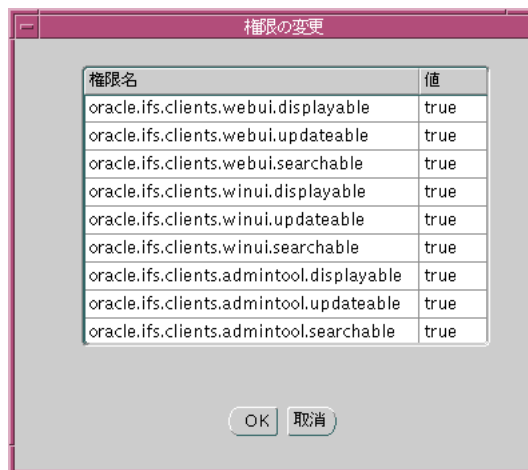 権限の変更
権限名 値
oracle.ifs.clients.webui.displayable true
oracle.ifs.clients.webui.updateable true
oracle.ifs.clients.webui.searchable true
oracle.ifs.clients.winui.displayable true
oracle.ifs.clients.winui.updateable true
oracle.ifs.clients.winui.searchable true
oracle.ifs.clients.admintool.displayable true
oracle.ifs.clients.admintool.updateable true
oracle.ifs.clients.admintool.searchable true
OK 取消